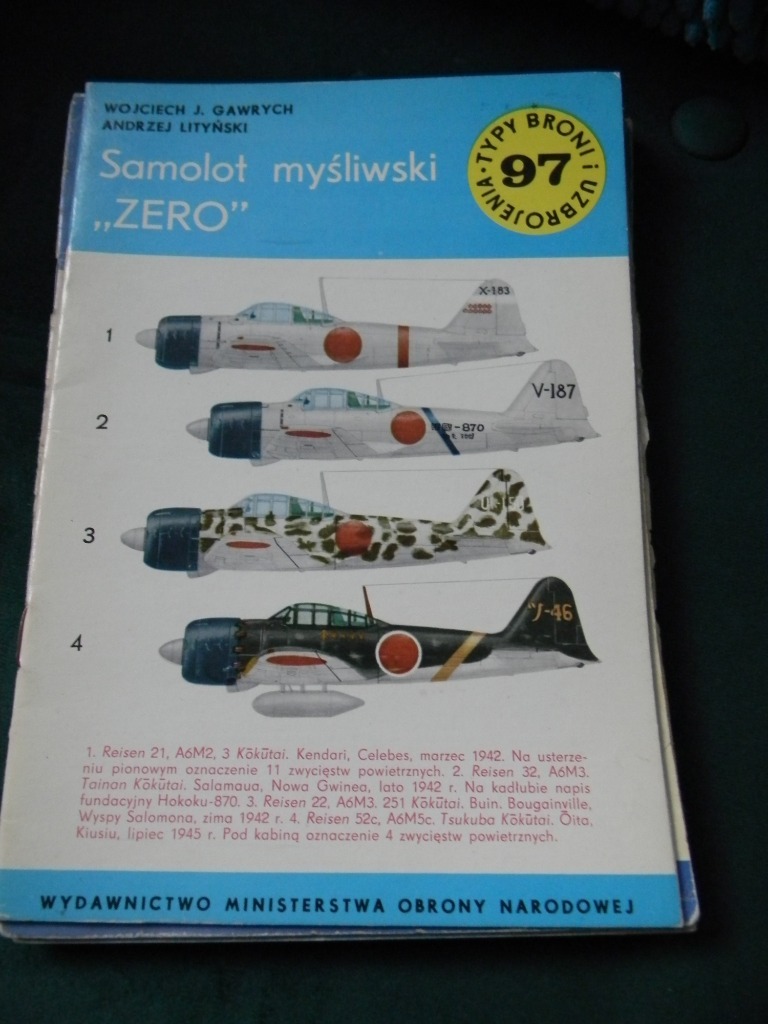 WOJCIECH J. GAWRYCH
ANDRZEJ LITYŃSKI
Samolot myśliwski
„ZERO”
TYPY BRONI i UZBROJENIA
97
1
X-183
2
V-187
-870
3
4
-46
1. Reisen 21, A6M2, 3 Kōkūtai. Kendari, Celebes, marzec 1942. Na usterze-
niu pionowym oznaczenie 11 zwycięstw powietrznych. 2. Reisen 32, A6M3.
Tainan Kōkūtai. Salamaua, Nowa Gwinea, lato 1942 r. Na kadłubie napis
fundacyjny Hokoku-870. 3. Reisen 22, A6M3. 251 Kōkūtai. Buin. Bougainville,
Wyspy Salomona, zima 1942 r. 4. Reisen 52c, A6M5c. Tsukuba Kōkūtai. Ōita,
Kiusiu, lipiec 1945 r. Pod kabiną oznaczenie 4 zwycięstw powietrznych.
WYDAWNICTWO MINISTERSTWA OBRONY NARODOWEJ